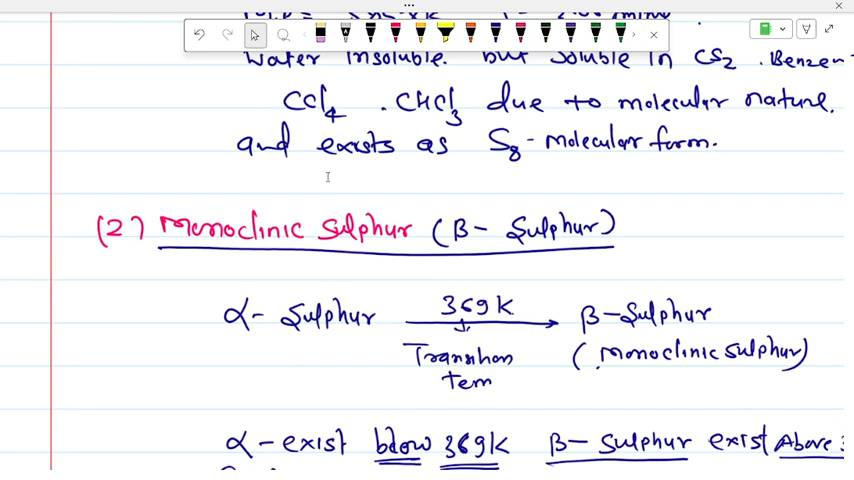 Water insoluble. but soluble in CS2 . Benzen
CCl4 . CHCl3 due to molecular nature.
and exists as S8 - molecular form.
(2) Monoclinic Sulphur (β- Sulphur)
α- Sulphur 369K β-Sulphur
Transition (Monoclinic Sulphur)
tem
α-exist below 369K β- Sulphur exist Above 3